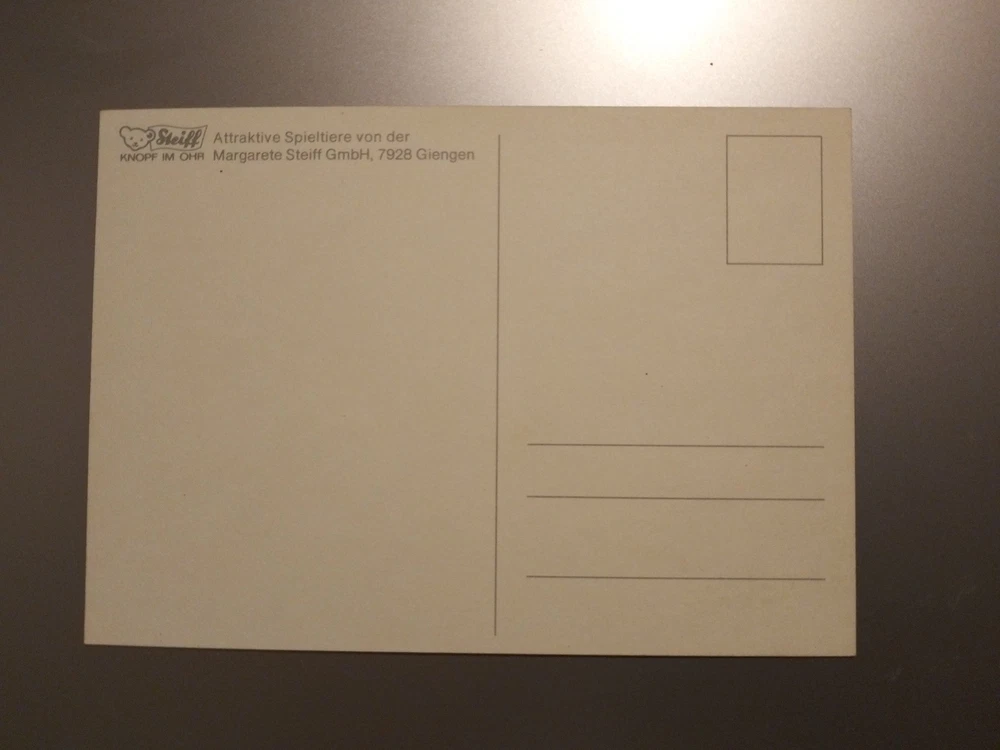 Steiff
KNOPF IM OHR
Attraktive Spieltiere von der
Margarete Steiff GmbH, 7928 Giengen